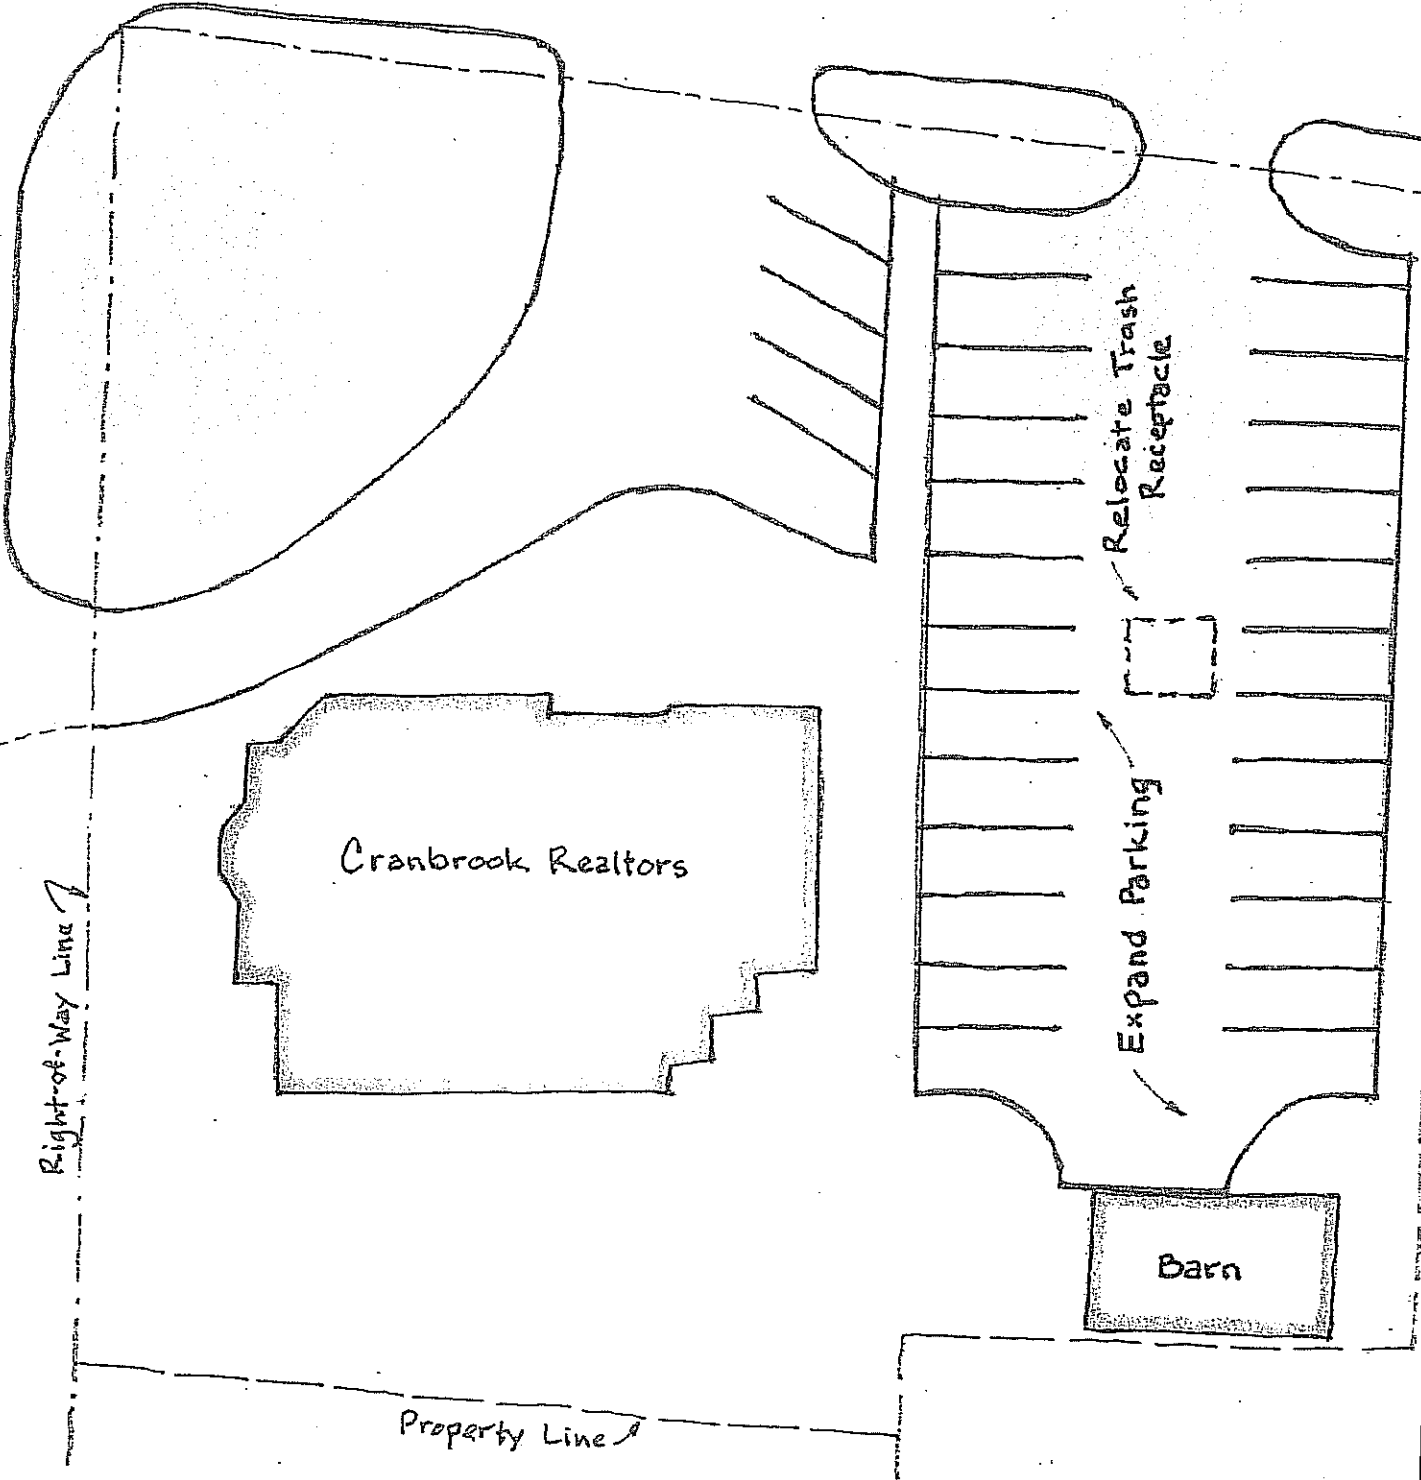 Relocate Trash
Receptacle
Cranbrook Realtors
Expand Parking
Right-of-Way Line
Barn
Property Line